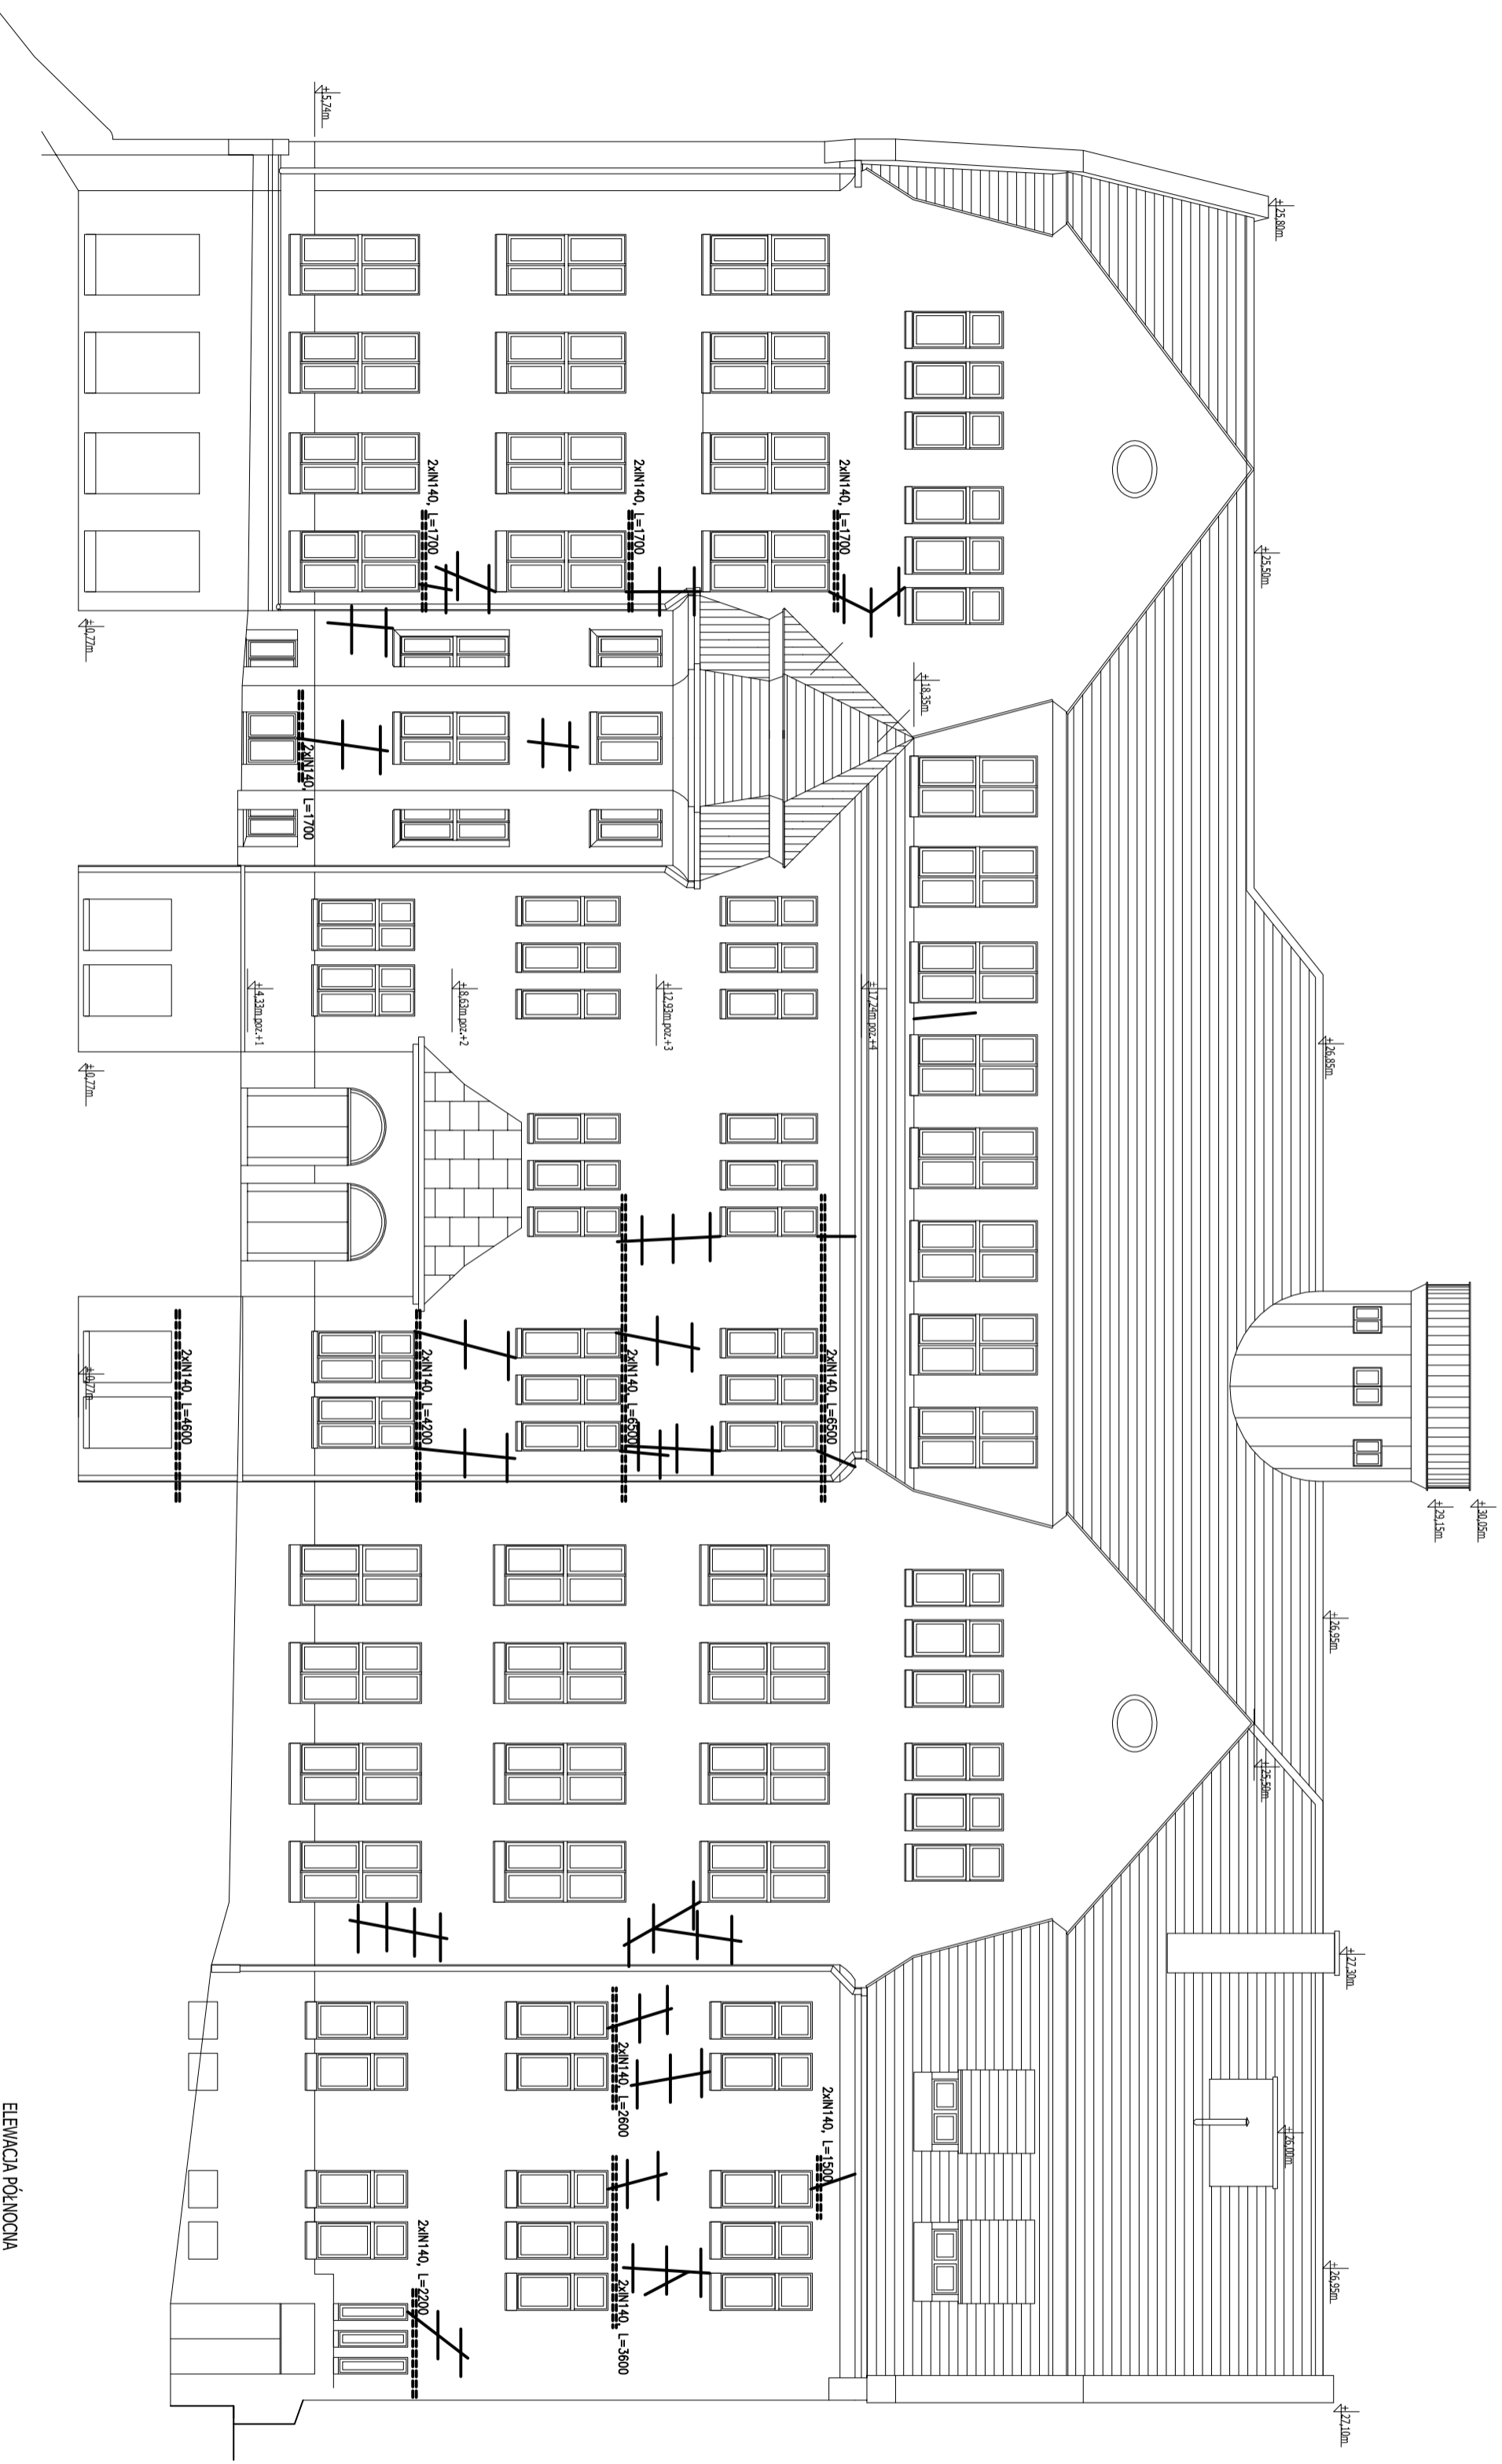 ±30,05m
±29,15m
±27,30m
±27,10m
±26,85m
±26,95m
±26,95m
±26,00m
±25,80m
±25,50m
±25,50m
±18,35m
±17,24m poz.+4
2xIN140, L=1700
2xIN140, L=6500
2xIN140, L=1500
±12,93m poz.+3
2xIN140, L=1700
2xIN140, L=6500
2xIN140, L=2600
2xIN140, L=3600
±8,63m poz.+2
2xIN140, L=1700
2xIN140, L=4200
2xIN140, L=2200
±5,74m
2xIN140, L=1700
±4,33m poz.+1
2xIN140, L=4600
±0,77m
±0,77m
±0,77m
ELEWACJA PÓŁNOCNA